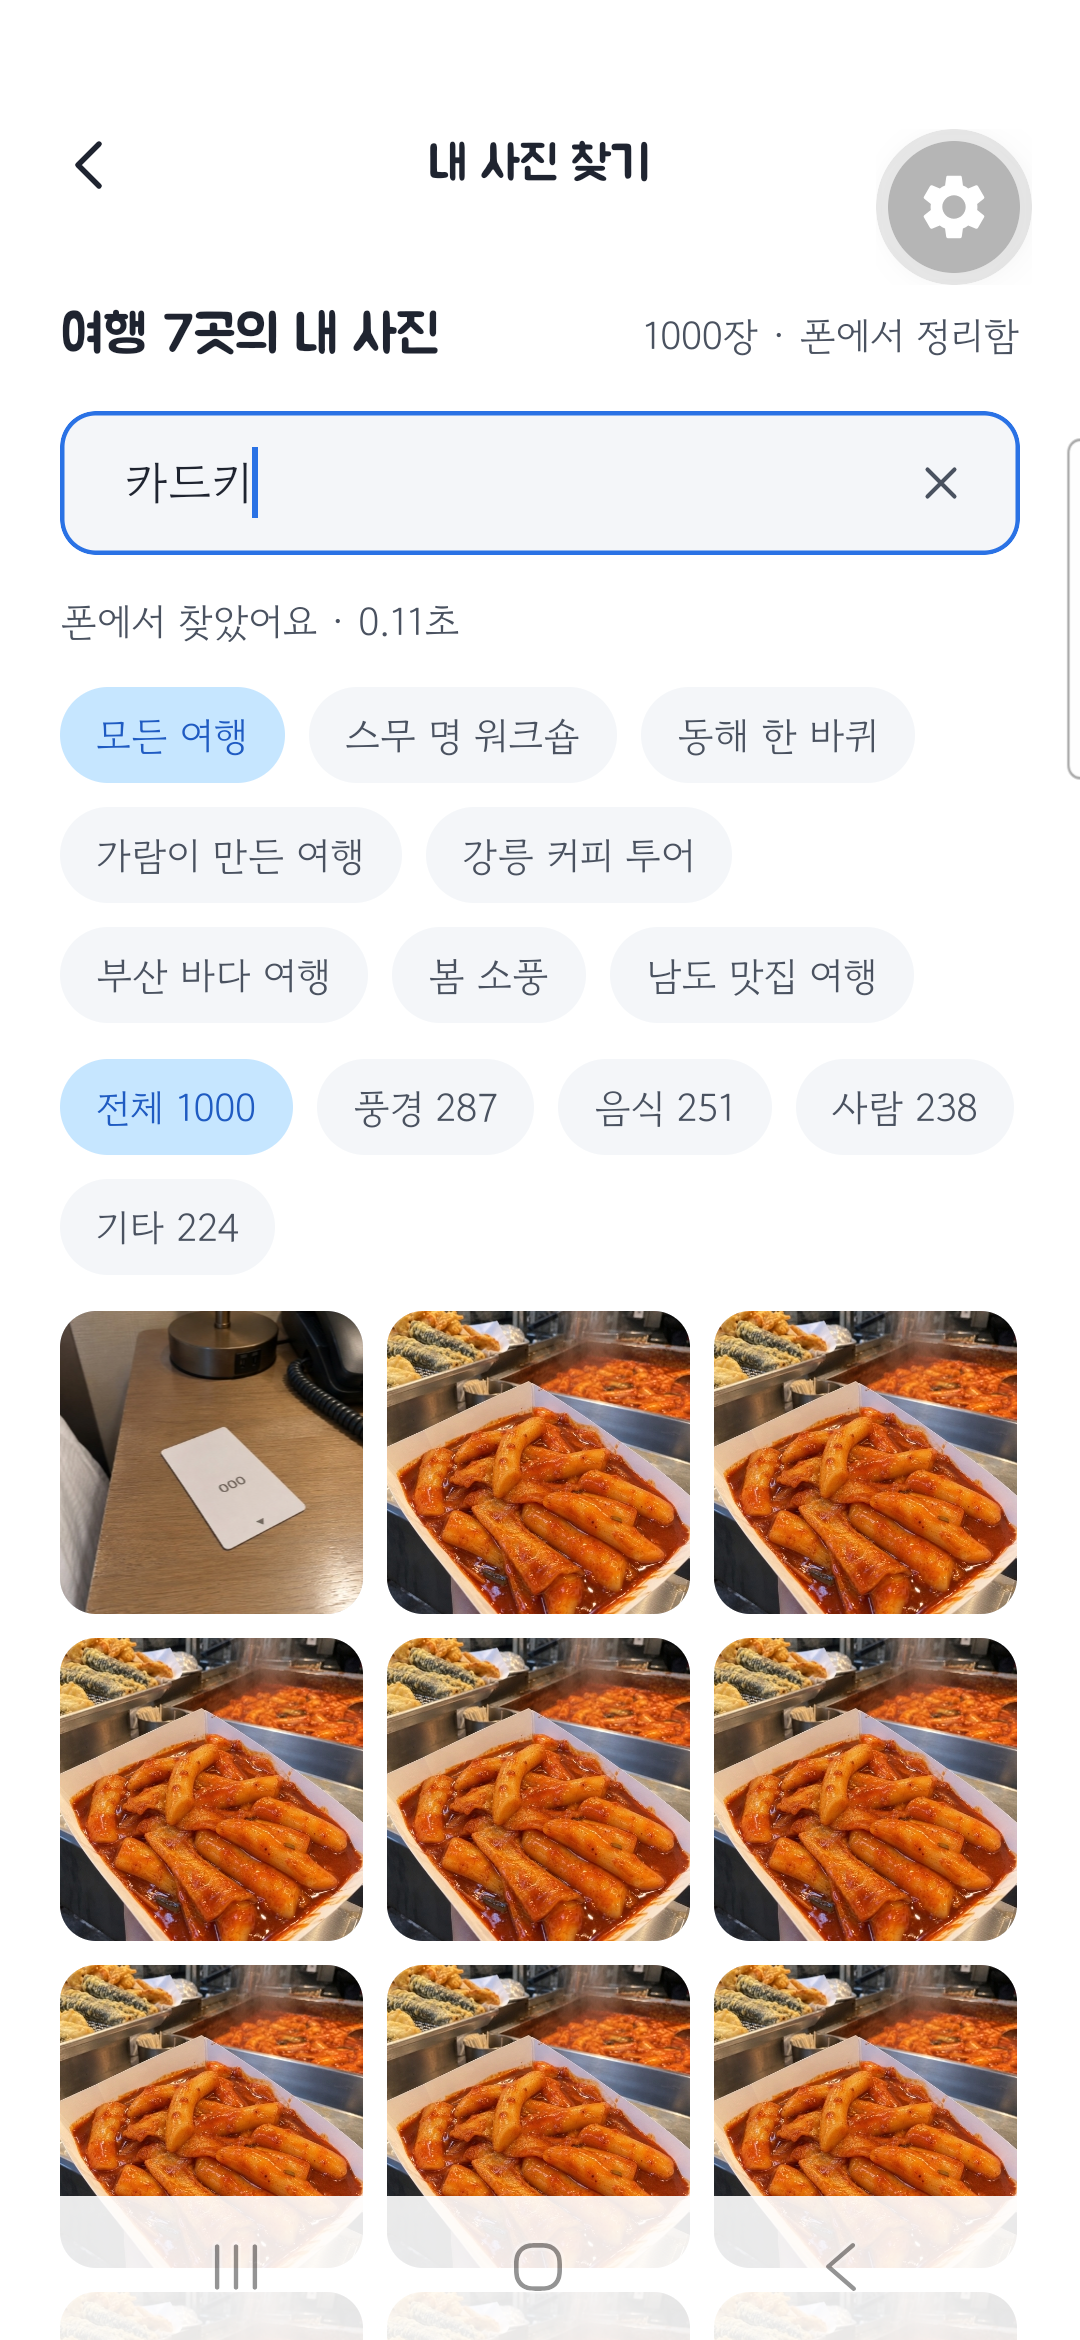 내 사진 찾기
여행 7곳의 내 사진
1000장 · 폰에서 정리함
카드키
폰에서 찾았어요 · 0.11초
모든 여행
스무 명 워크숍
동해 한 바퀴
가람이 만든 여행
강릉 커피 투어
부산 바다 여행
봄 소풍
남도 맛집 여행
전체 1000
풍경 287
음식 251
사람 238
기타 224
000